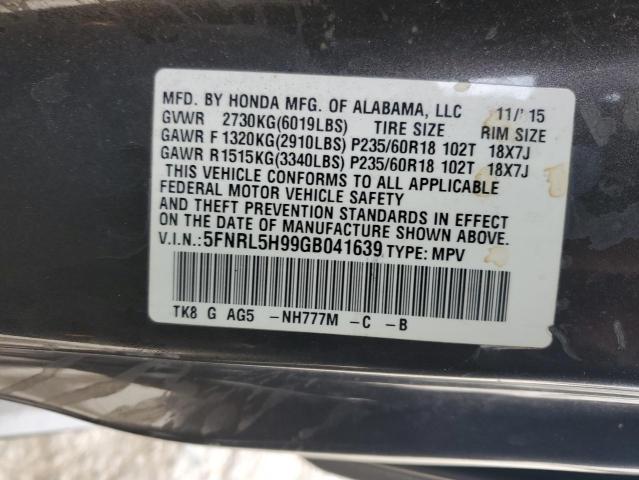 MFD. BY HONDA MFG. OF ALABAMA, LLC 11/15
GVWR 2730KG(6019LBS) TIRE SIZE RIM SIZE
GAWR F 1320KG(2910LBS) P235/60R18 102T 18X7J
GAWR R1515KG(3340LBS) P235/60R18 102T 18X7J
THIS VEHICLE CONFORMS TO ALL APPLICABLE
FEDERAL MOTOR VEHICLE SAFETY
AND THEFT PREVENTION STANDARDS IN EFFECT
ON THE DATE OF MANUFACTURE SHOWN ABOVE.
V.I.N.:5FNRL5H99GB041639 TYPE: MPV
TK8 G AG5 -NH777M -C -B